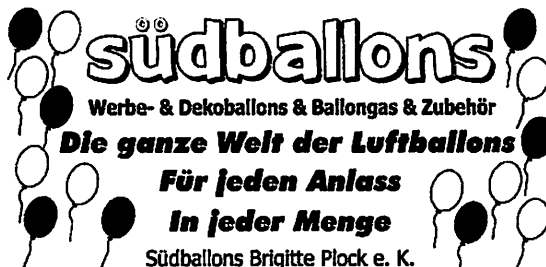 südballons
Werbe- & Dekoballons & Ballongas & Zubehör
Die ganze Welt der Luftballons
Für jeden Anlass
In jeder Menge
Südballons Brigitte Plock e. K.